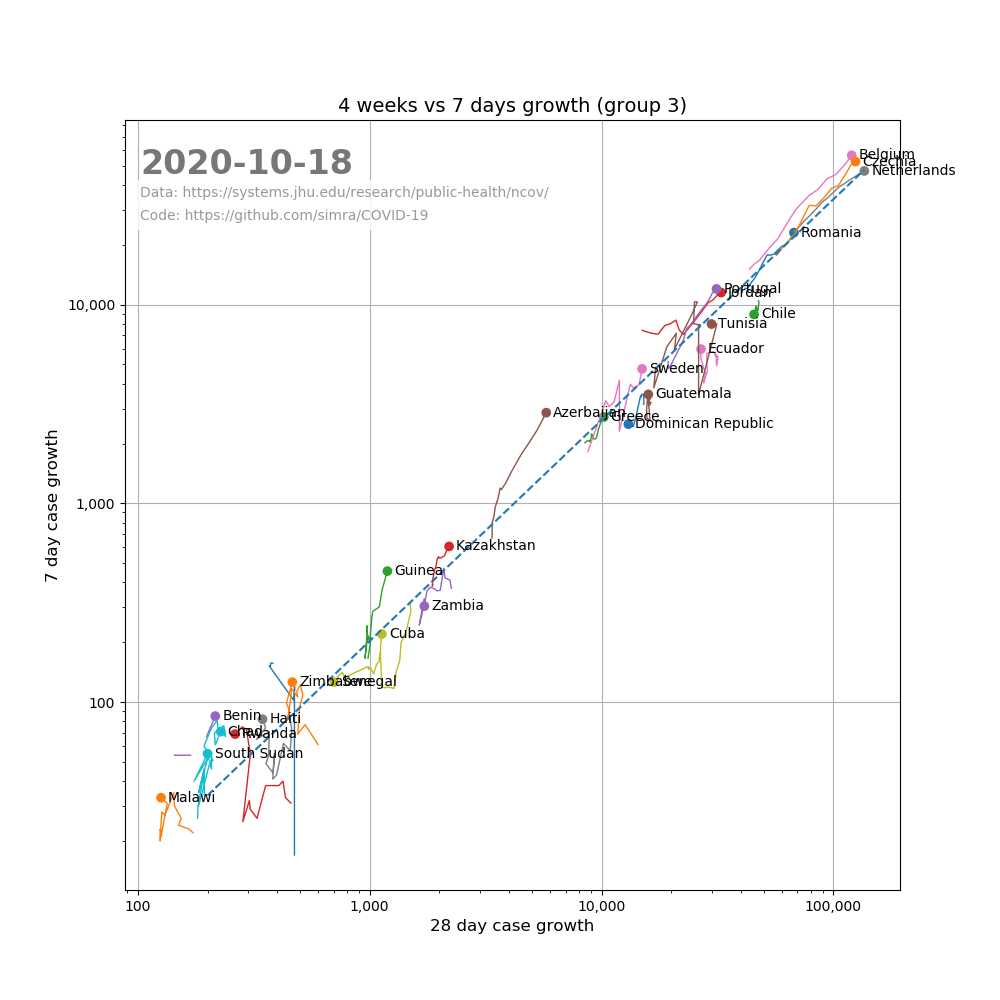 4 weeks vs 7 days growth (group 3)
2020-10-18
Data: https://systems.jhu.edu/research/public-health/ncov/
Code: https://github.com/simra/COVID-19
Belgium
Czechia
Netherlands
Romania
10,000
Portugal
Jordan
Chile
Tunisia
Ecuador
Sweden
Guatemala
Azerbaijan
Greece
Dominican Republic
1,000
Kazakhstan
Guinea
Zambia
Cuba
Zimbabwe
Senegal
100
Benin
Haiti
Chad
Rwanda
South Sudan
Malawi
7 day case growth
100
1,000
10,000
100,000
28 day case growth